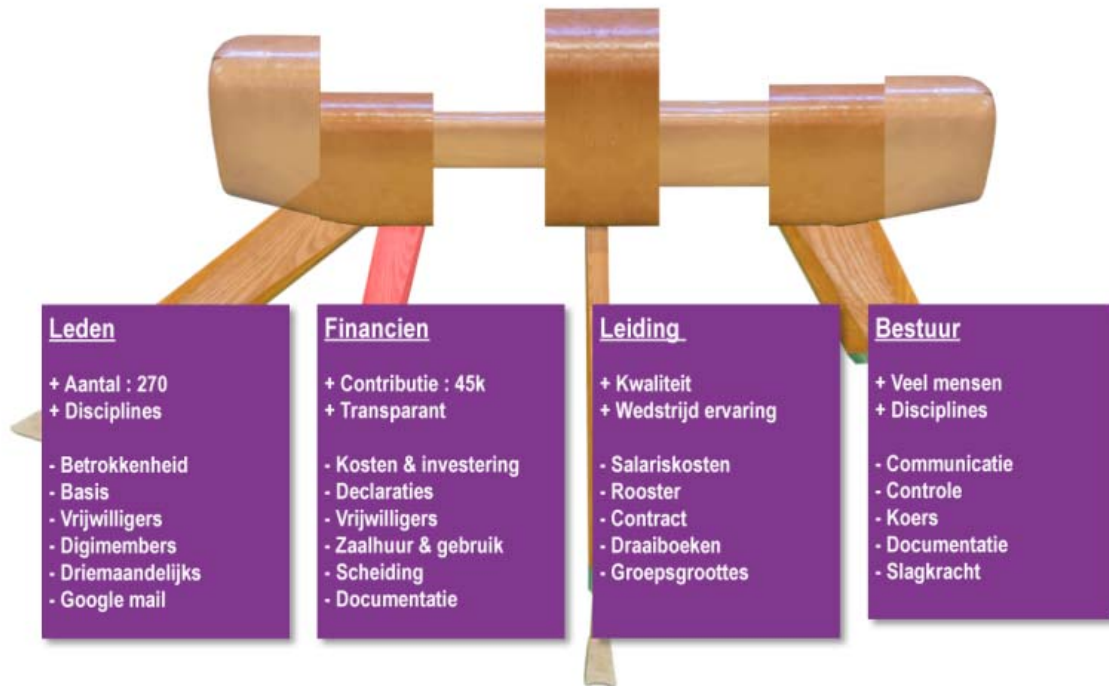 Leden
+ Aantal : 270
+ Disciplines
- Betrokkenheid
- Basis
- Vrijwilligers
- Digimembers
- Driemaandelijks
- Google mail
Financien
+ Contributie : 45k
+ Transparant
- Kosten & investering
- Declaraties
- Vrijwilligers
- Zaalhuur & gebruik
- Scheiding
- Documentatie
Leiding
+ Kwaliteit
+ Wedstrijd ervaring
- Salariskosten
- Rooster
- Contract
- Draaiboeken
- Groepsgroottes
Bestuur
+ Veel mensen
+ Disciplines
- Communicatie
- Controle
- Koers
- Documentatie
- Slagkracht